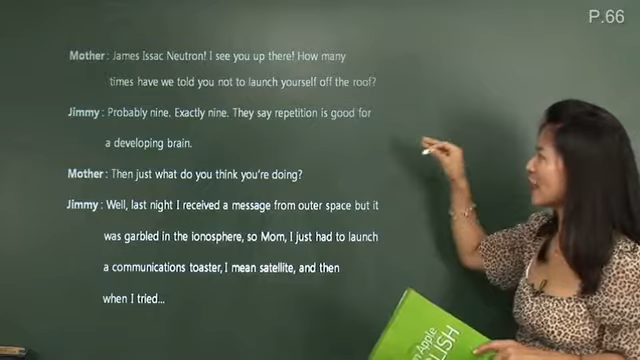 P.66
Mother : James Issac Neutron! I see you up there! How many
times have we told you not to launch yourself off the roof?
Jimmy : Probably nine. Exactly nine. They say repetition is good for
a developing brain.
Mother : Then just what do you think you're doing?
Jimmy : Well, last night I received a message from outer space but it
was garbled in the ionosphere, so Mom, I just had to launch
a communications toaster, I mean satellite, and then
when I tried...
Apple